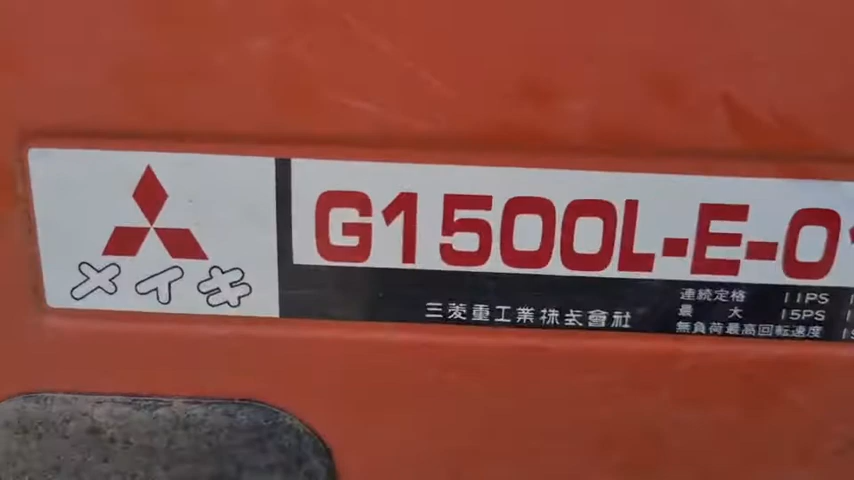 メイキ
G1500L-E-0
三菱重工業株式會社
連続定格 11PS
最大 15PS
無負荷最高回転速度